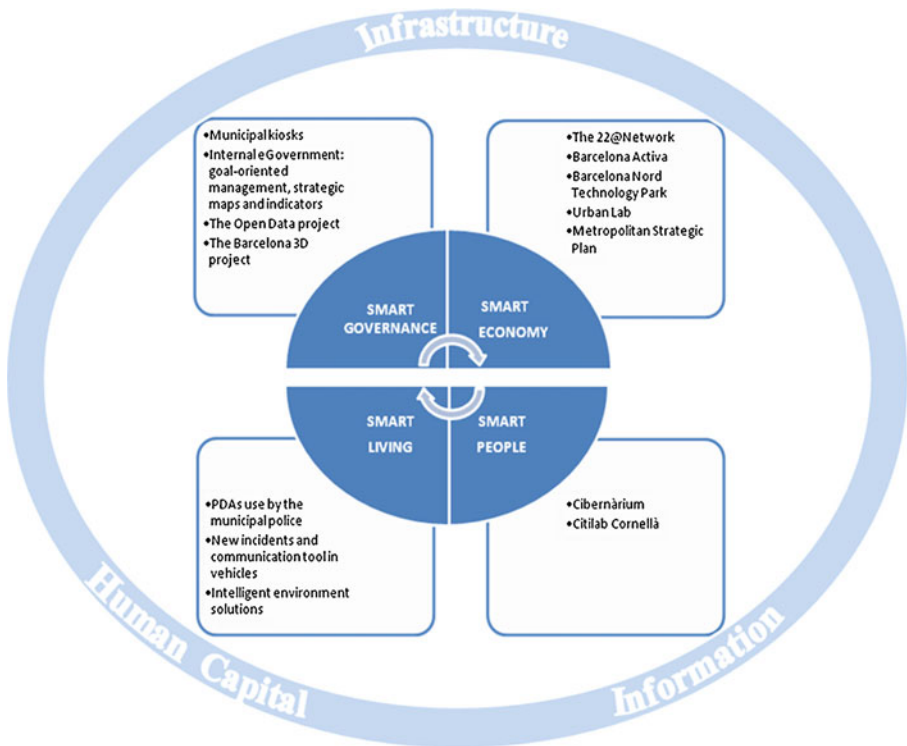 Infrastructure
•Municipal kiosks
•Internal eGovernment:
goal-oriented
management, strategic
maps and indicators
•The Open Data project
•The Barcelona 3D
project
•The 22@Network
•Barcelona Activa
•Barcelona Nord
Technology Park
•Urban Lab
•Metropolitan Strategic
Plan
SMART
GOVERNANCE
SMART
ECONOMY
SMART
LIVING
SMART
PEOPLE
•PDAs use by the
municipal police
•New incidents and
communication tool in
vehicles
•Intelligent environment
solutions
•Cibernàrium
•Citilab Cornellà
Human Capital
Information